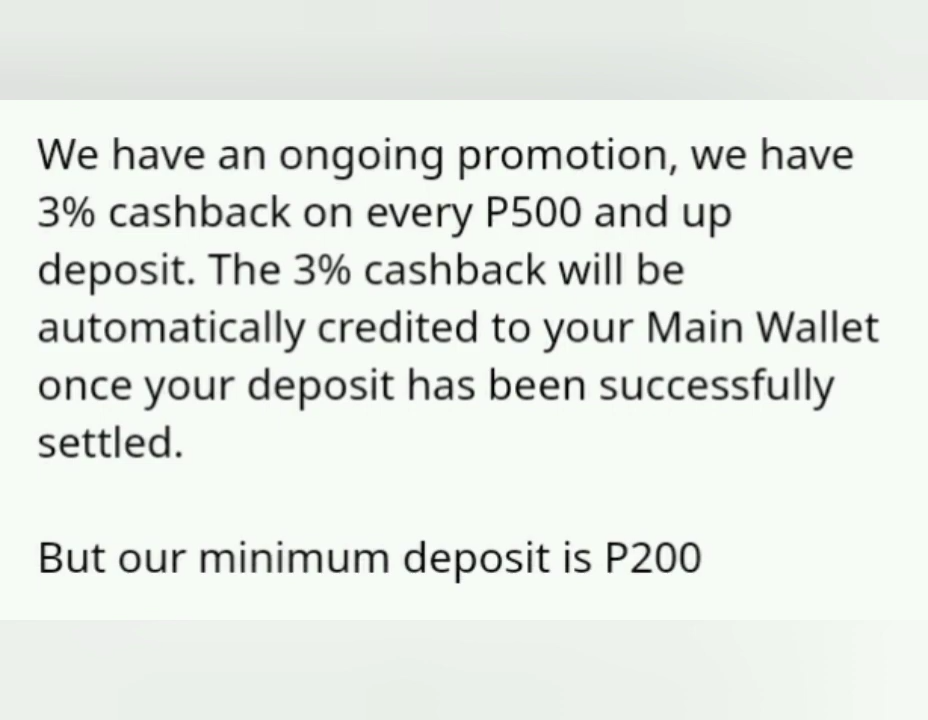 We have an ongoing promotion, we have
3% cashback on every P500 and up
deposit. The 3% cashback will be
automatically credited to your Main Wallet
once your deposit has been successfully
settled.
But our minimum deposit is P200